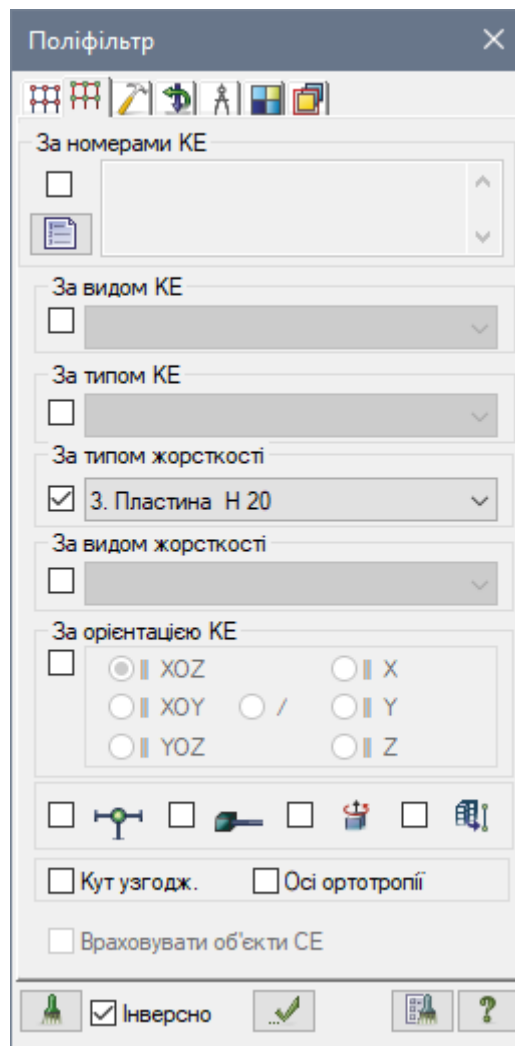 Поліфільтр
За номерами КЕ
За видом КЕ
За типом КЕ
За типом жорсткості
3. Пластина Н 20
За видом жорсткості
За орієнтацією КЕ
|| XOZ || X
|| XOY / || Y
|| YOZ || Z
Кут узгодж. Осі ортотропії
Враховувати об'єкти СЕ
Інверсно
?